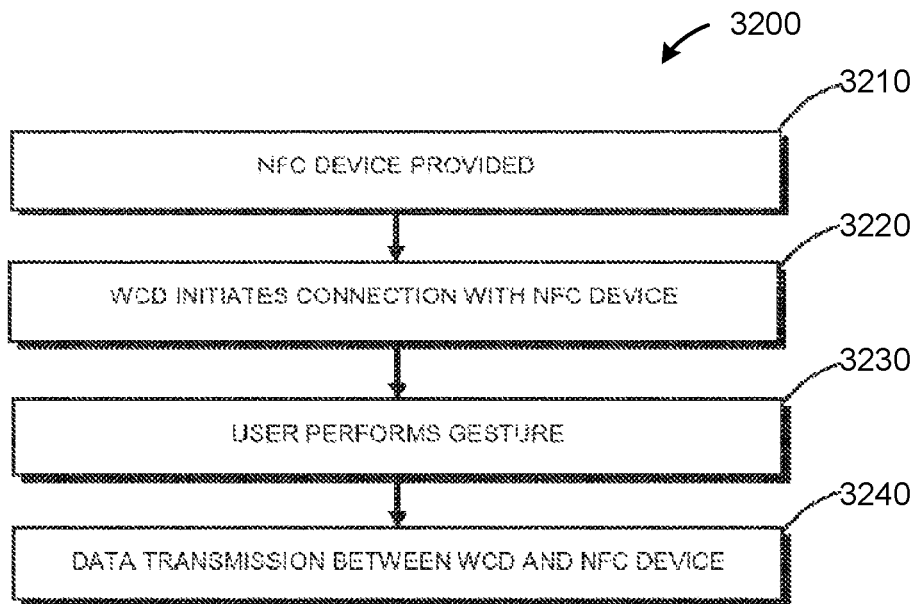 3200
3210
NFC DEVICE PROVIDED
3220
WCD INITIATES CONNECTION WITH NFC DEVICE
3230
USER PERFORMS GESTURE
3240
DATA TRANSMISSION BETWEEN WCD AND NFC DEVICE